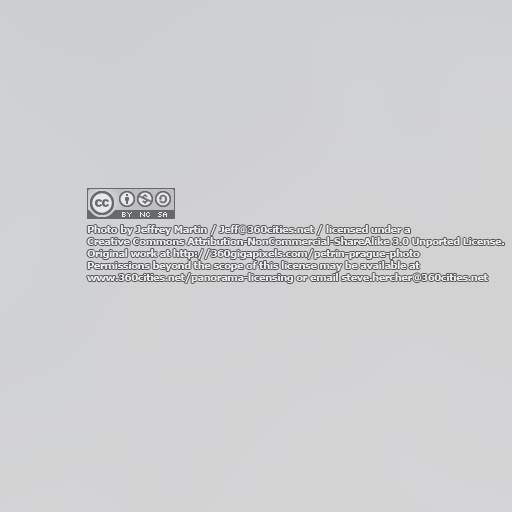 cc
BY NC SA
Photo by Jeffrey Martin / Jeff@360cities.net / licensed under a
Creative Commons Attribution-NonCommercial-ShareAlike 3.0 Unported License.
Original work at http://360gigapixels.com/petrin-prague-photo
Permissions beyond the scope of this license may be available at
www.360cities.net/panorama-licensing or email steve.hercher@360cities.net